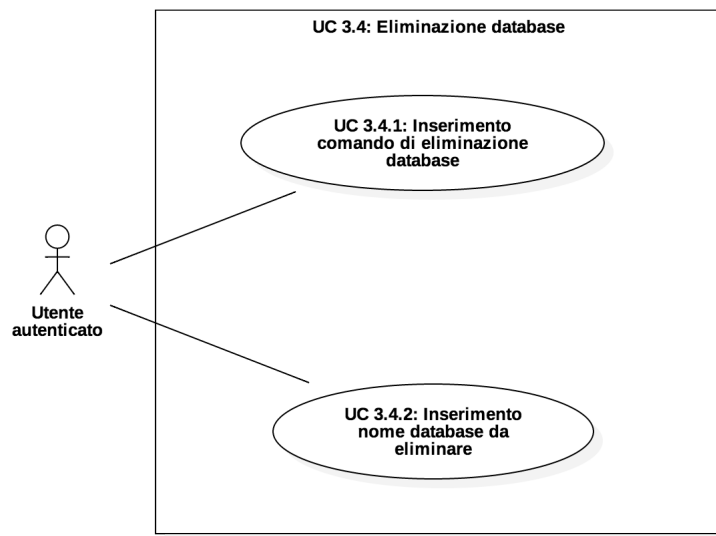 UC 3.4: Eliminazione database
UC 3.4.1: Inserimento
comando di eliminazione
database
Utente
autenticato
UC 3.4.2: Inserimento
nome database da
eliminare